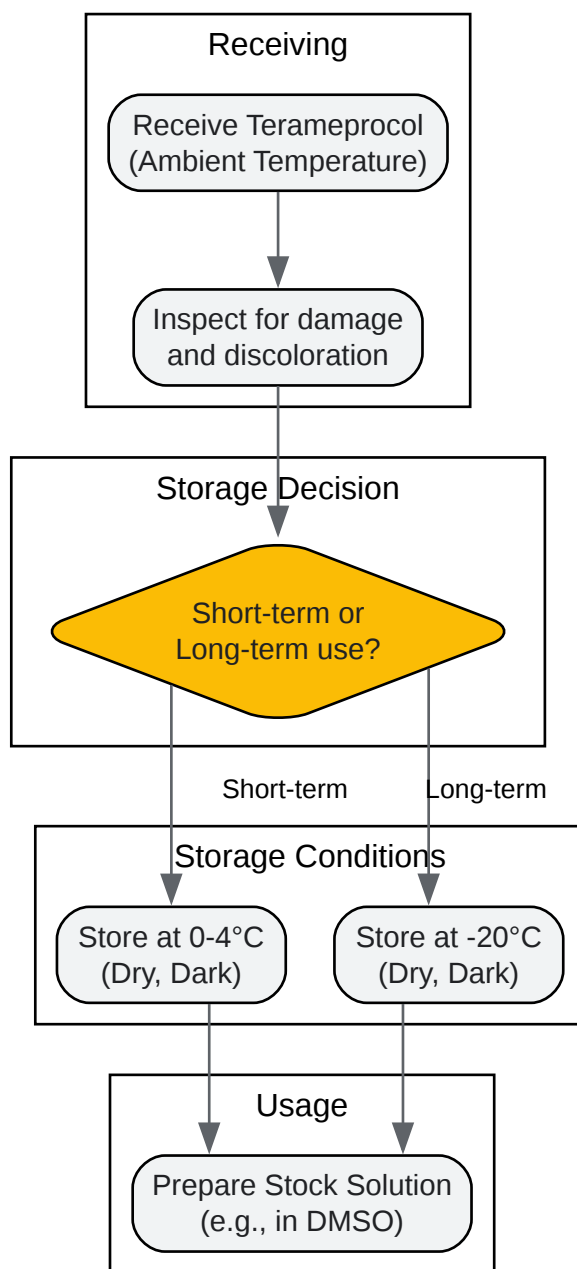 Receiving
Receive Terameprocol
(Ambient Temperature)
Inspect for damage
and discoloration
Storage Decision
Short-term or
Long-term use?
Short-term
Long-term
Storage Conditions
Store at 0-4°C
(Dry, Dark)
Store at -20°C
(Dry, Dark)
Usage
Prepare Stock Solution
(e.g., in DMSO)